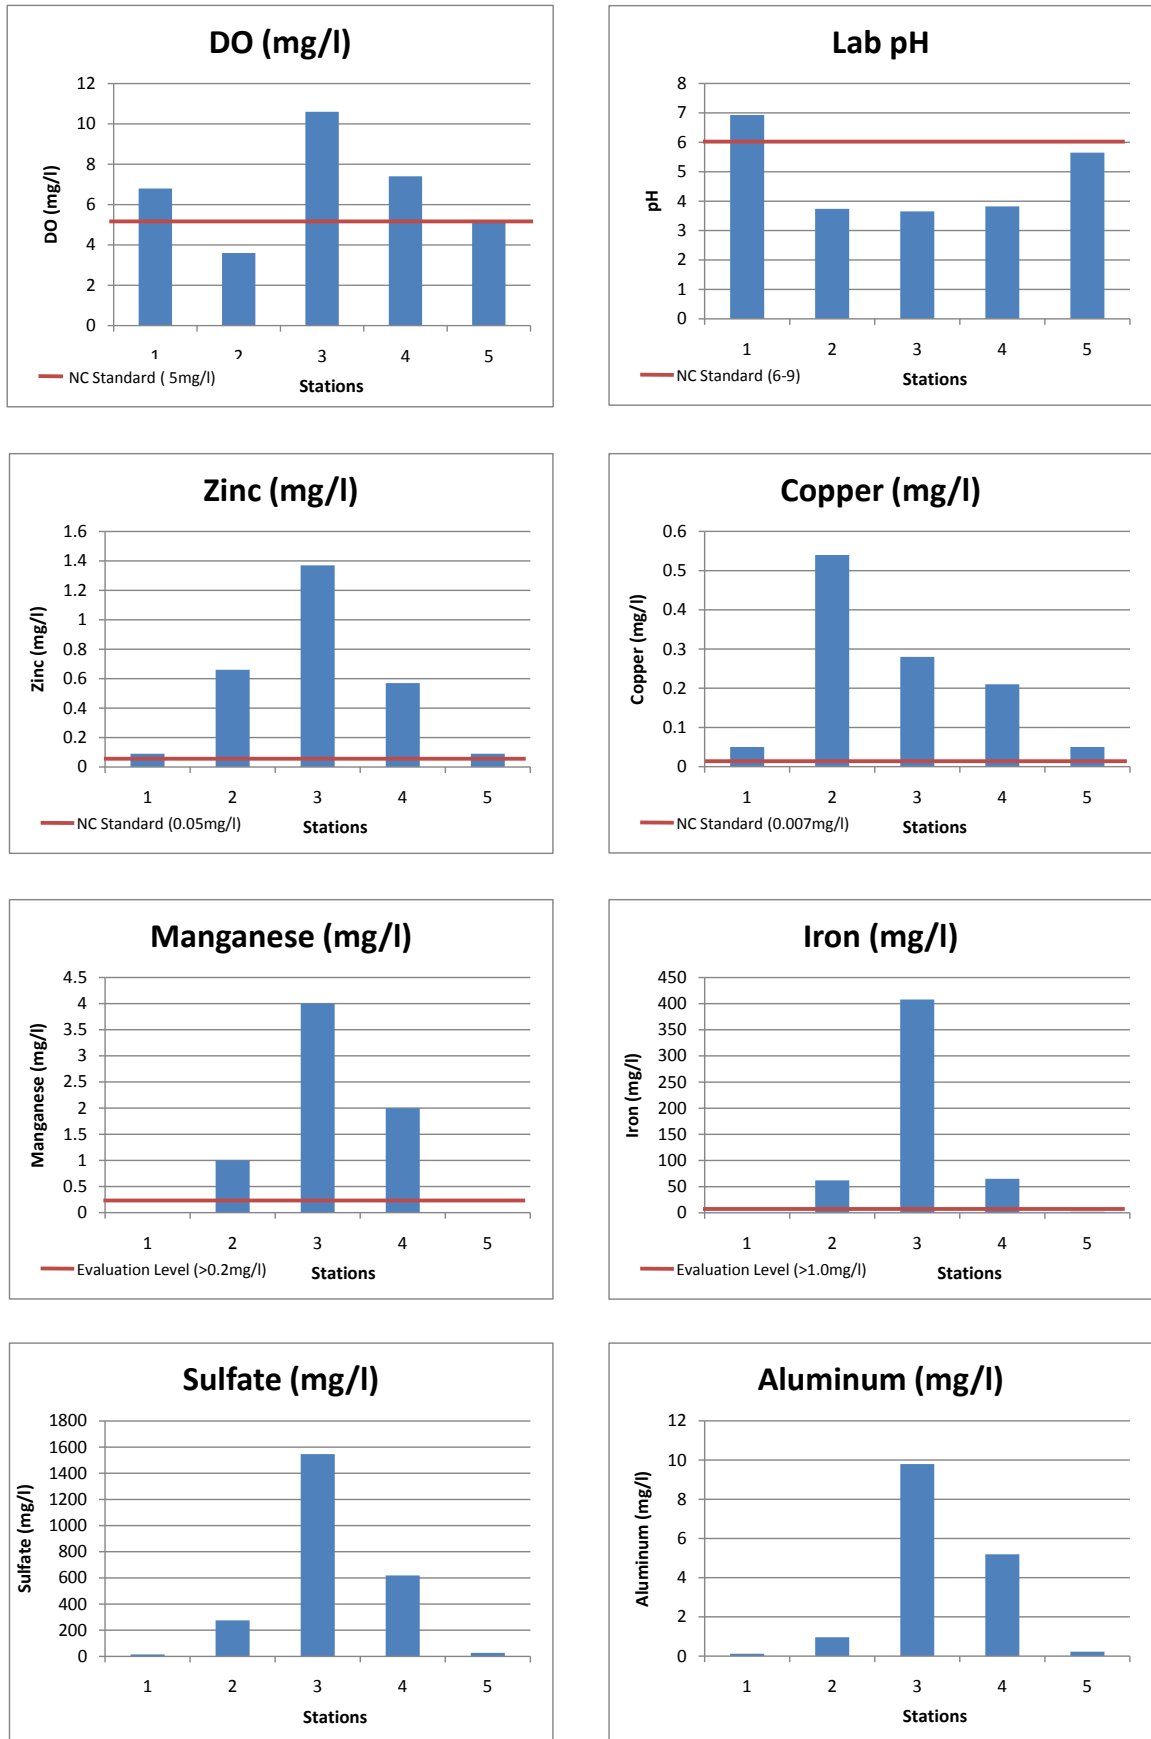 DO (mg/l)
12
10
8
6
4
2
0
DO (mg/l)
1 2 3 4 5
NC Standard ( 5mg/l)
Stations
Lab pH
8
7
6
5
4
3
2
1
0
pH
1 2 3 4 5
NC Standard (6-9)
Stations
Zinc (mg/l)
1.6
1.4
1.2
1
0.8
0.6
0.4
0.2
0
Zinc (mg/l)
1 2 3 4 5
NC Standard (0.05mg/l)
Stations
Copper (mg/l)
0.6
0.5
0.4
0.3
0.2
0.1
0
Copper (mg/l)
1 2 3 4 5
NC Standard (0.007mg/l)
Stations
Manganese (mg/l)
4.5
4
3.5
3
2.5
2
1.5
1
0.5
0
Manganese (mg/l)
1 2 3 4 5
Evaluation Level (>0.2mg/l)
Stations
Iron (mg/l)
450
400
350
300
250
200
150
100
50
0
Iron (mg/l)
1 2 3 4 5
Evaluation Level (>1.0mg/l)
Stations
Sulfate (mg/l)
1800
1600
1400
1200
1000
800
600
400
200
0
Sulfate (mg/l)
1 2 3 4 5
Stations
Aluminum (mg/l)
12
10
8
6
4
2
0
Aluminum (mg/l)
1 2 3 4 5
Stations